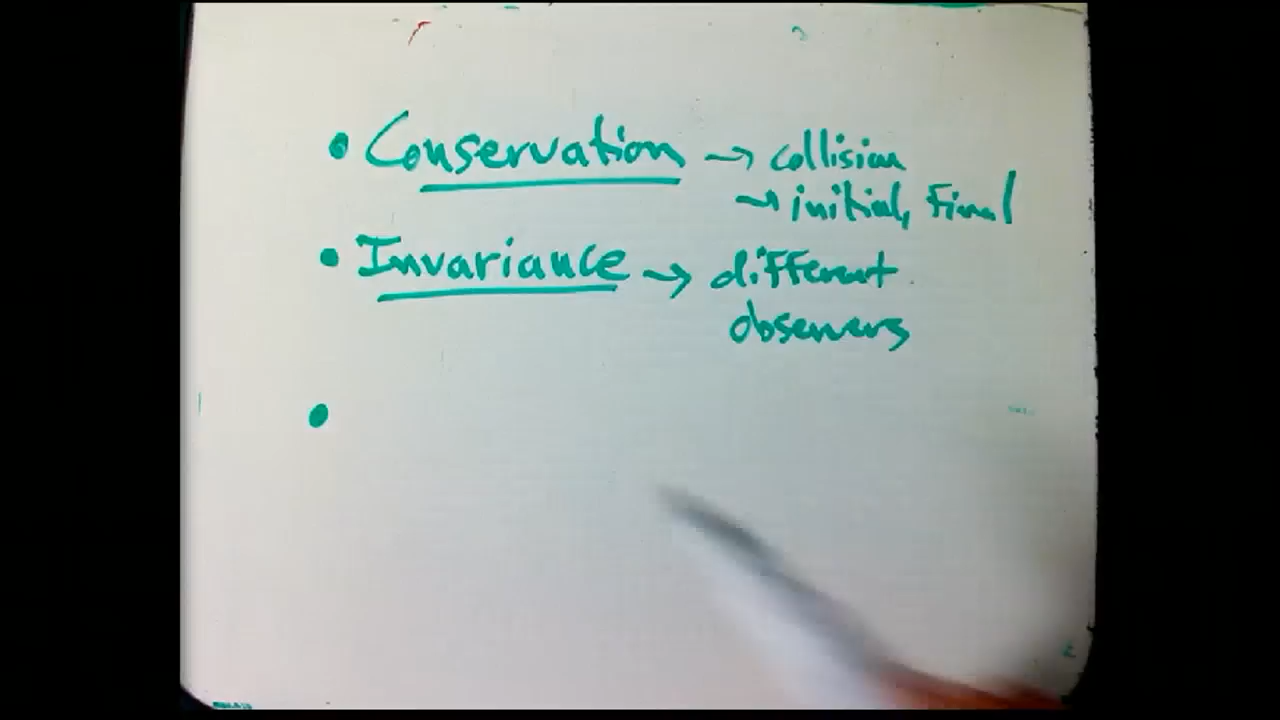 • Conservation → collision
→ initial, Final
• Invariance → different
observers
•